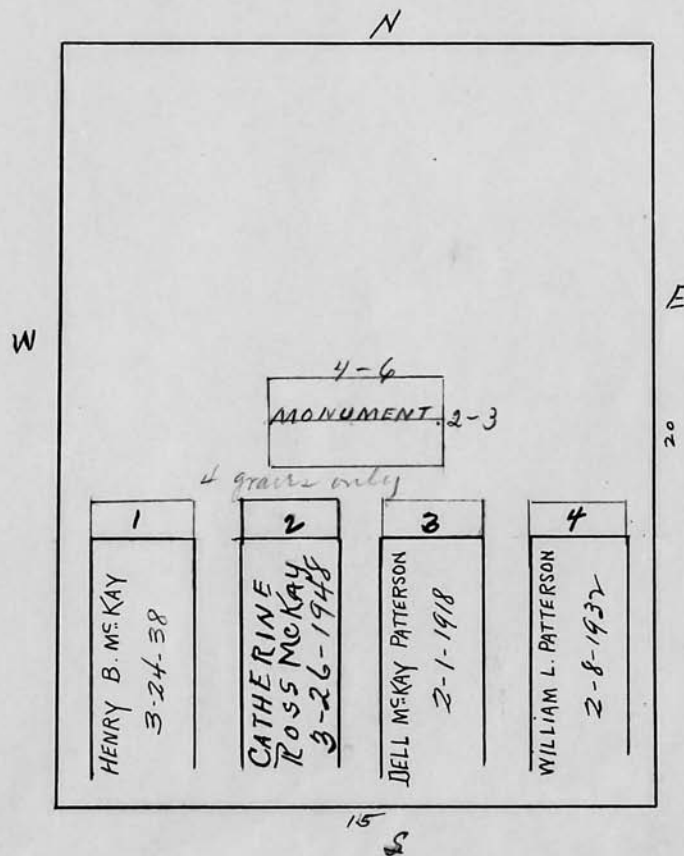 N
W
E
4-6
MONUMENT.
2-3
20
4 graves only
1
HENRY B. McKAY
3-24-38
2
CATHERINE
ROSS McKAY
3-26-1948
3
DELL McKAY PATTERSON
2-1-1918
4
WILLIAM L. PATTERSON
2-8-1932
15
S